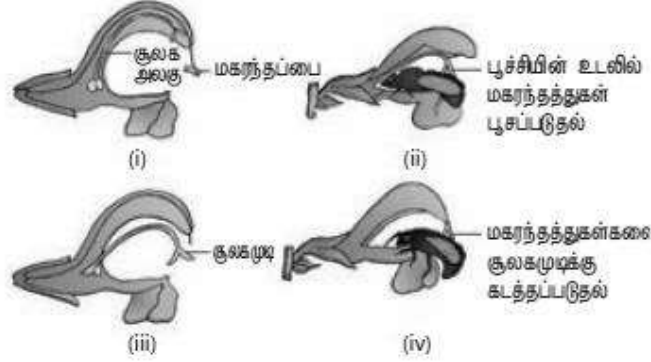 சூலக
அலகு
மகரந்தப்பை
(i)
பூச்சியின் உடலில்
மகரந்தத்துகள்
பூசப்படுதல்
(ii)
சூலகமுடி
(iii)
மகரந்தத்துகள்களை
சூலகமுடிக்கு
கடத்தப்படுதல்
(iv)